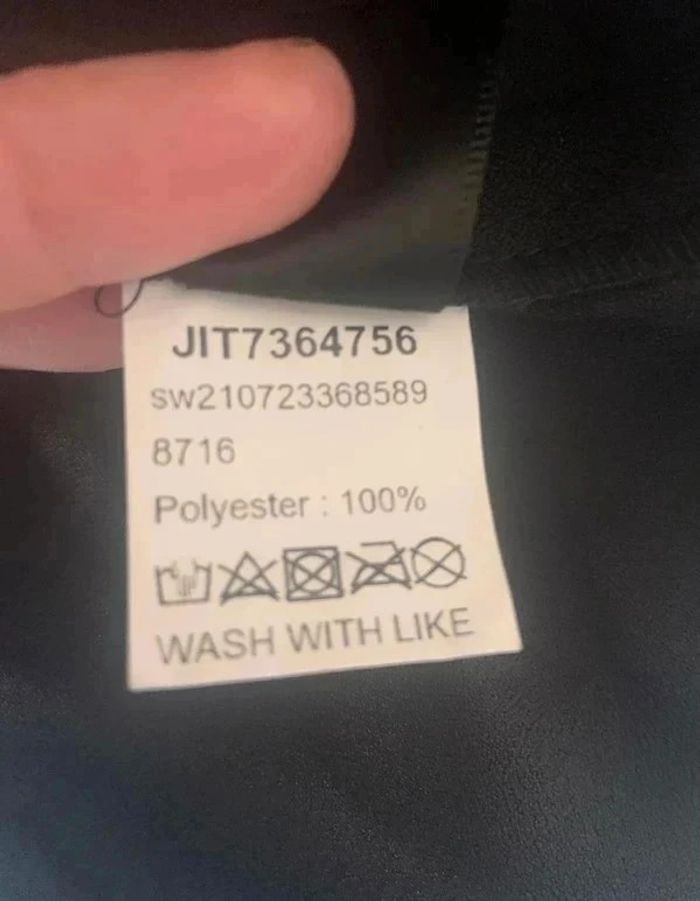 JIT7364756
sw210723368589
8716
Polyester : 100%
WASH WITH LIKE